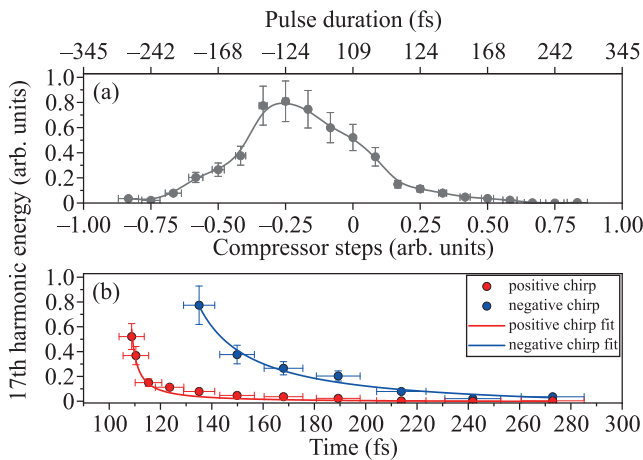 Pulse duration (fs)
–345 –242 –168 –124 109 124 168 242 345
17th harmonic energy (arb. units)
1.0
0.8
0.6
0.4
0.2
0
(a)
–1.00 –0.75 –0.50 –0.25 0 0.25 0.50 0.75 1.00
Compressor steps (arb. units)
1.0
0.8
0.6
0.4
0.2
0
(b)
positive chirp
negative chirp
positive chirp fit
negative chirp fit
100 120 140 160 180 200 220 240 260 280 300
Time (fs)